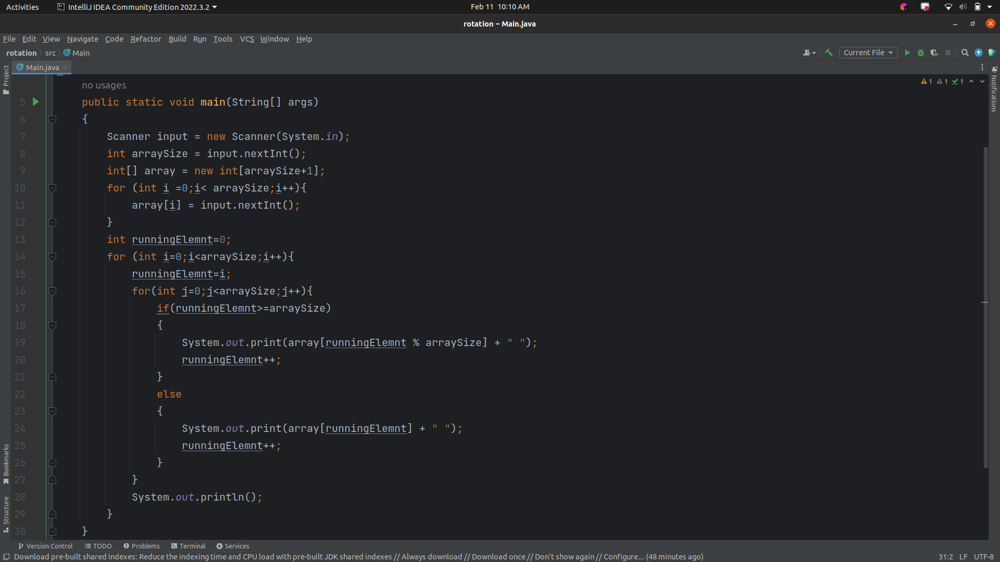 Activities IntelliJ IDEA Community Edition 2022.3.2 Feb 11 10:10 AM
rotation – Main.java
File Edit View Navigate Code Refactor Build Run Tools VCS Window Help
rotation src Main Current File
Project Main.java Notifications
no usages 1 1 1
5 public static void main(String[] args)
6 {
7 Scanner input = new Scanner(System.in);
8 int arraySize = input.nextInt();
9 int[] array = new int[arraySize+1];
10 for (int i =0;i< arraySize;i++){
11 array[i] = input.nextInt();
12 }
13 int runningElemnt=0;
14 for (int i=0;i<arraySize;i++){
15 runningElemnt=i;
16 for(int j=0;j<arraySize;j++){
17 if(runningElemnt>=arraySize)
18 {
19 System.out.print(array[runningElemnt % arraySize] + " ");
20 runningElemnt++;
21 }
22 else
23 {
24 System.out.print(array[runningElemnt] + " ");
25 runningElemnt++;
26 }
27 }
28 System.out.println();
29 }
30 }
Bookmarks
Structure
Version Control TODO Problems Terminal Services
Download pre-built shared indexes: Reduce the indexing time and CPU load with pre-built JDK shared indexes // Always download // Download once // Don't show again // Configure... (48 minutes ago) 31:2 LF UTF-8